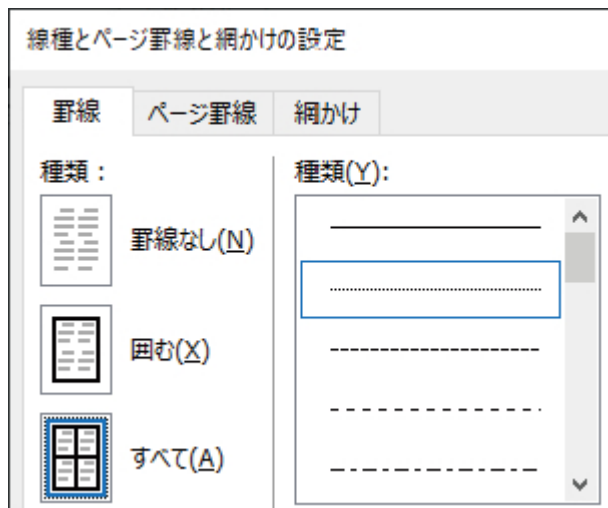 線種とページ罫線と網かけの設定
罫線 ページ罫線 網かけ
種類：
罫線なし(N)
囲む(X)
すべて(A)
種類(Y):